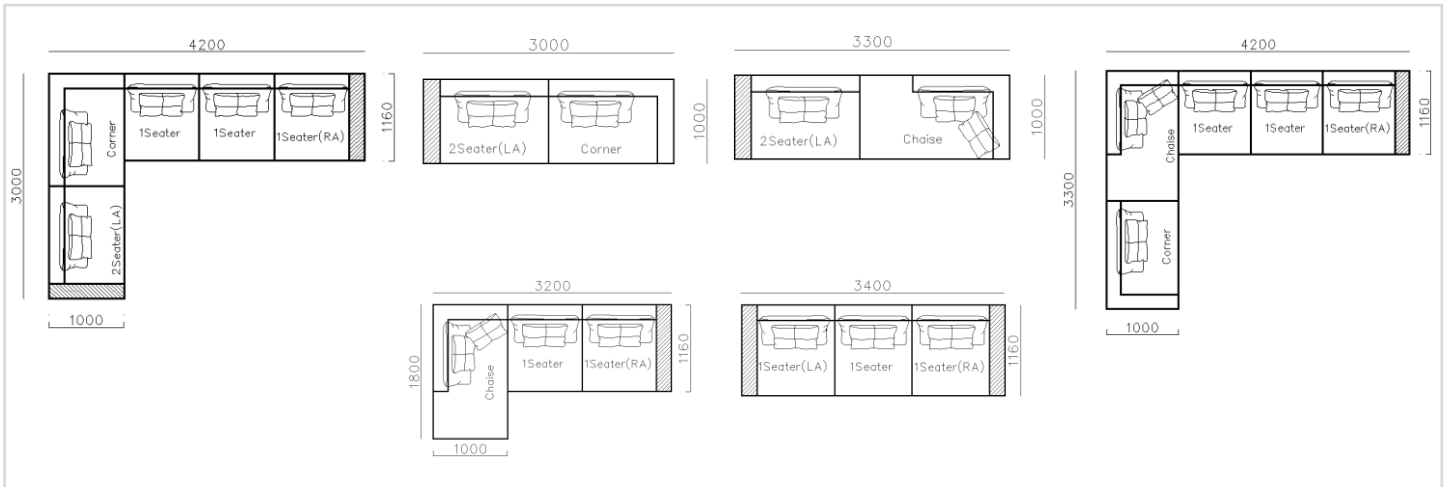 4200
3000
1160
1000
Corner
1Seater
1Seater
1Seater(RA)
2Seater(LA)
3000
1000
2Seater(LA)
Corner
3300
1000
2Seater(LA)
Chaise
4200
3300
1160
1000
Chaise
1Seater
1Seater
1Seater(RA)
Corner
3200
1800
1160
1000
Chaise
1Seater
1Seater(RA)
3400
1160
1Seater(LA)
1Seater
1Seater(RA)